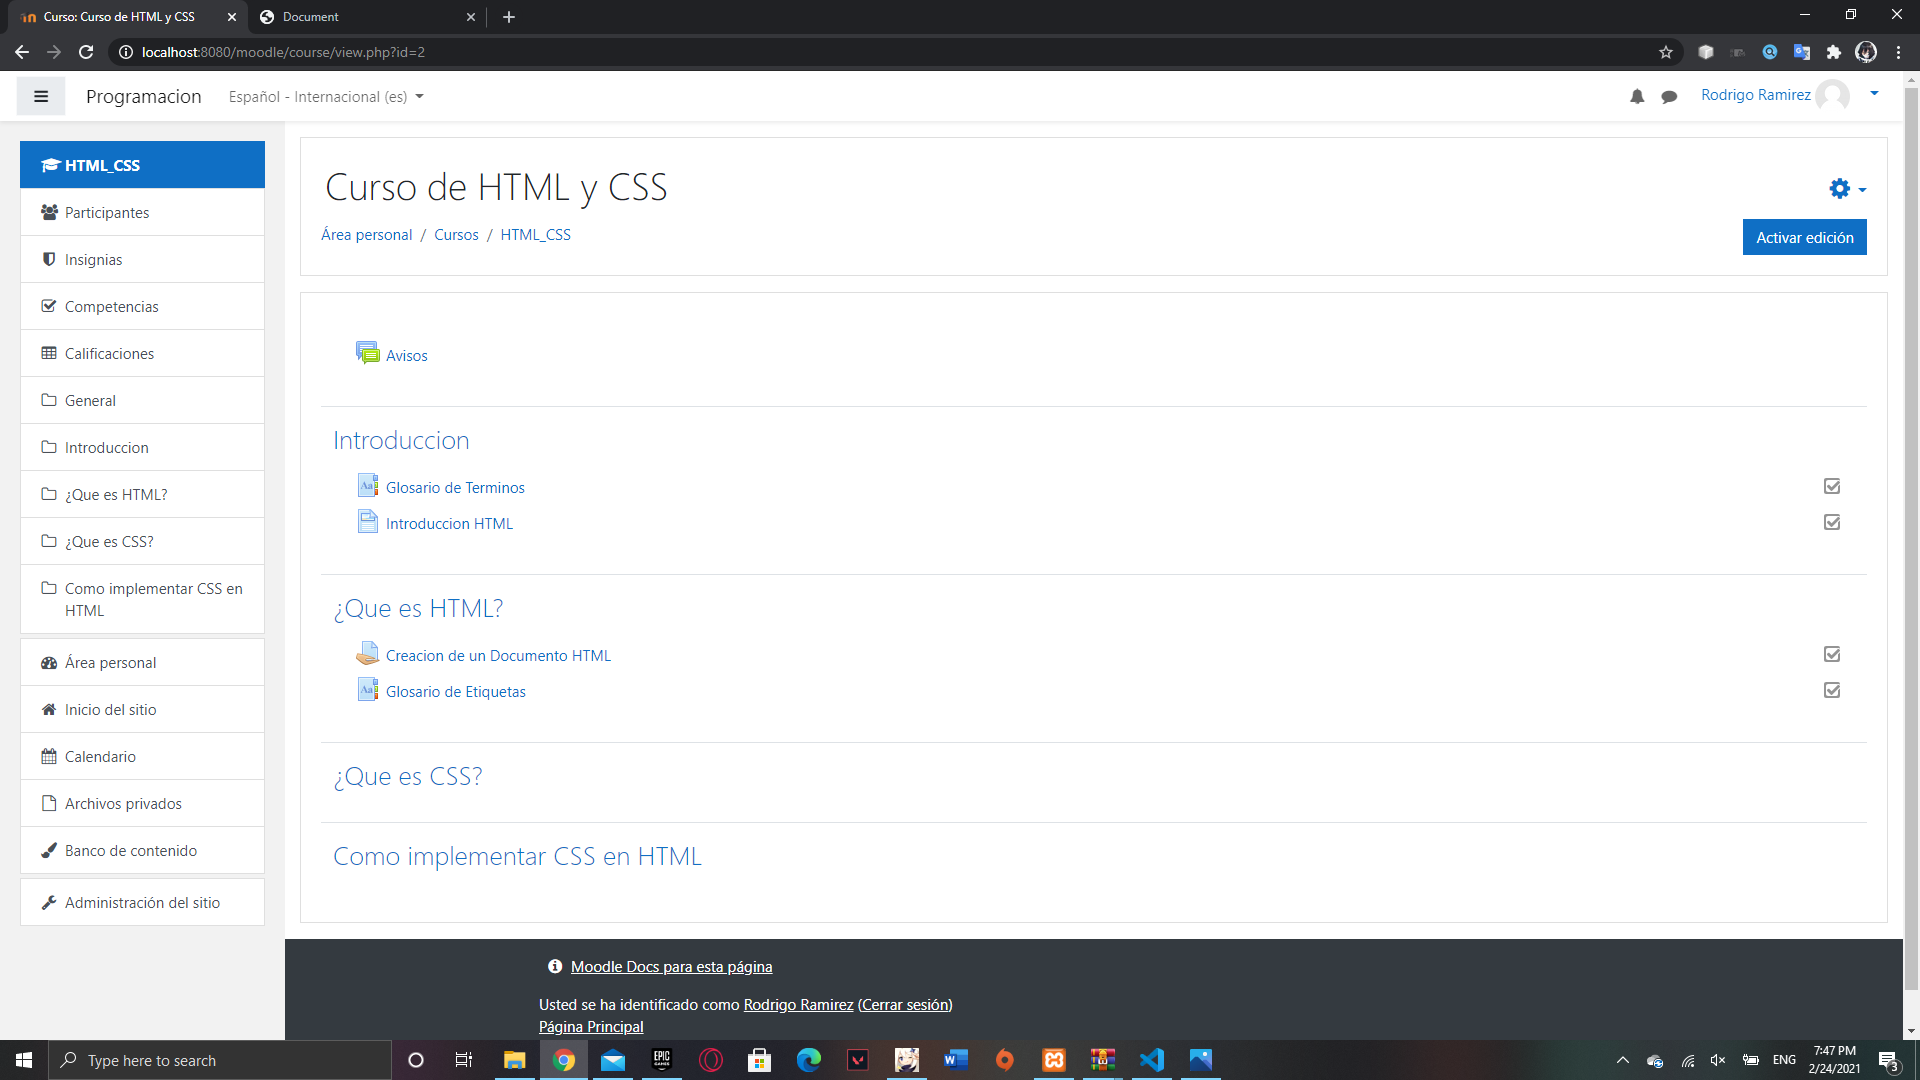 Curso: Curso de HTML y CSS
Document
localhost:8080/moodle/course/view.php?id=2
Programacion
Español - Internacional (es)
Rodrigo Ramirez
HTML_CSS
Participantes
Insignias
Competencias
Calificaciones
General
Introduccion
¿Que es HTML?
¿Que es CSS?
Como implementar CSS en
HTML
Área personal
Inicio del sitio
Calendario
Archivos privados
Banco de contenido
Administración del sitio
Curso de HTML y CSS
Área personal / Cursos / HTML_CSS
Activar edición
Avisos
Introduccion
Glosario de Terminos
Introduccion HTML
¿Que es HTML?
Creacion de un Documento HTML
Glosario de Etiquetas
¿Que es CSS?
Como implementar CSS en HTML
Moodle Docs para esta página
Usted se ha identificado como Rodrigo Ramirez (Cerrar sesión)
Página Principal
Type here to search
EPIC
GAMES
ENG
7:47 PM
2/24/2021
3